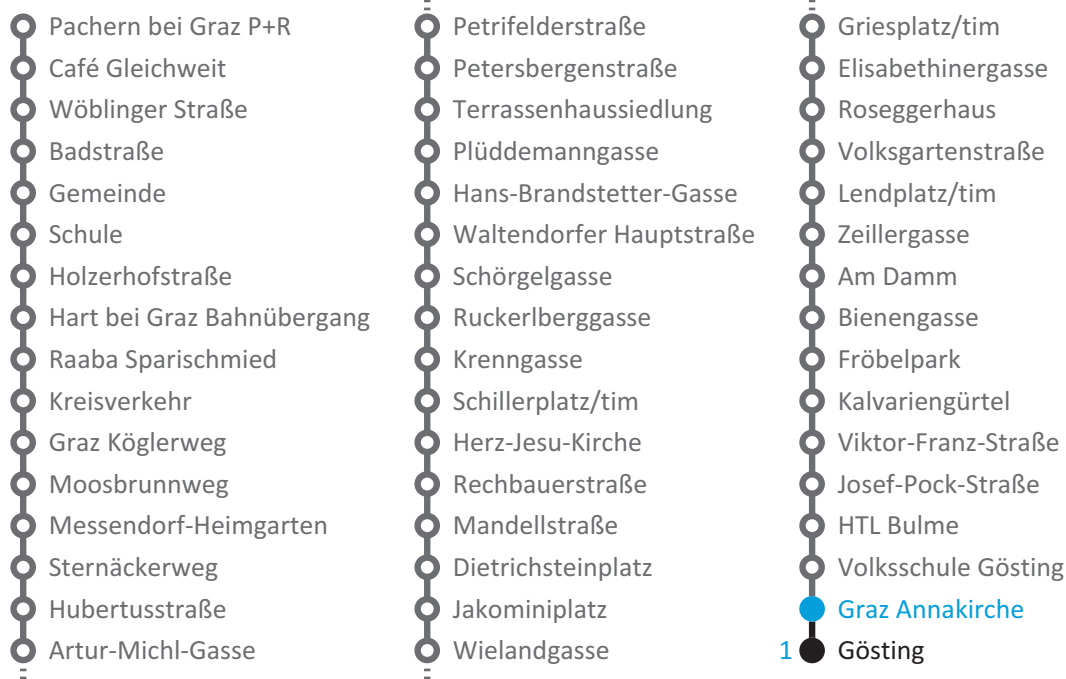 Pachern bei Graz P+R
Café Gleichweit
Wöblinger Straße
Badstraße
Gemeinde
Schule
Holzerhofstraße
Hart bei Graz Bahnübergang
Raaba Sparischmied
Kreisverkehr
Graz Köglerweg
Moosbrunnweg
Messendorf-Heimgarten
Sternäckerweg
Hubertusstraße
Artur-Michl-Gasse
Petrifelderstraße
Petersbergenstraße
Terrassenhaussiedlung
Plüddemanngasse
Hans-Brandstetter-Gasse
Waltendorfer Hauptstraße
Schörgelgasse
Ruckerlberggasse
Krenngasse
Schillerplatz/tim
Herz-Jesu-Kirche
Rechbauerstraße
Mandellstraße
Dietrichsteinplatz
Jakominiplatz
Wielandgasse
Griesplatz/tim
Elisabethinergasse
Roseggerhaus
Volksgartenstraße
Lendplatz/tim
Zeillergasse
Am Damm
Bienengasse
Fröbelpark
Kalvariengürtel
Viktor-Franz-Straße
Josef-Pock-Straße
HTL Bulme
Volksschule Gösting
Graz Annakirche
1 Gösting